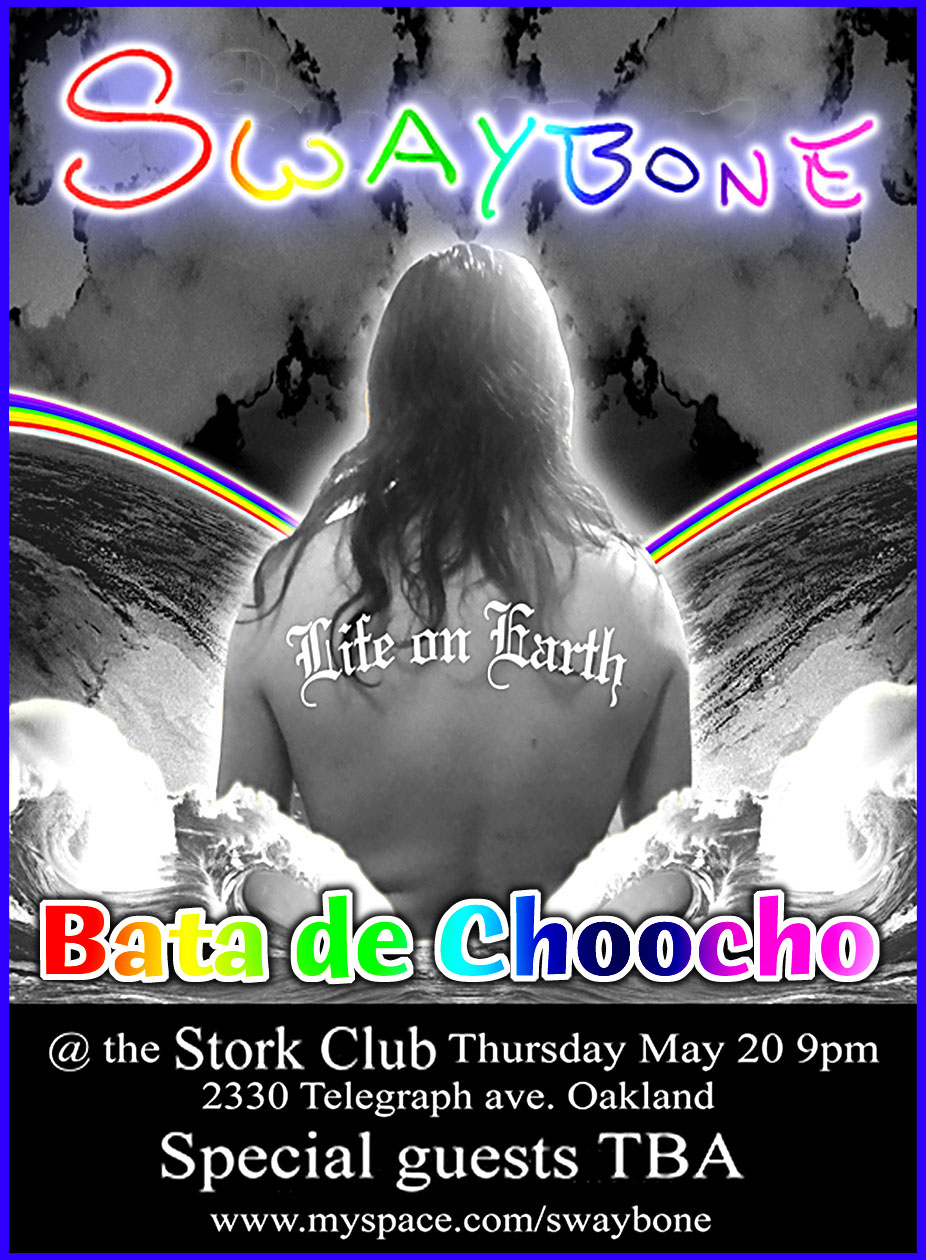 SWAYBONE
Life on Earth
Bata de Choocho
@ the Stork Club Thursday May 20 9pm
2330 Telegraph ave. Oakland
Special guests TBA
www.myspace.com/swaybone